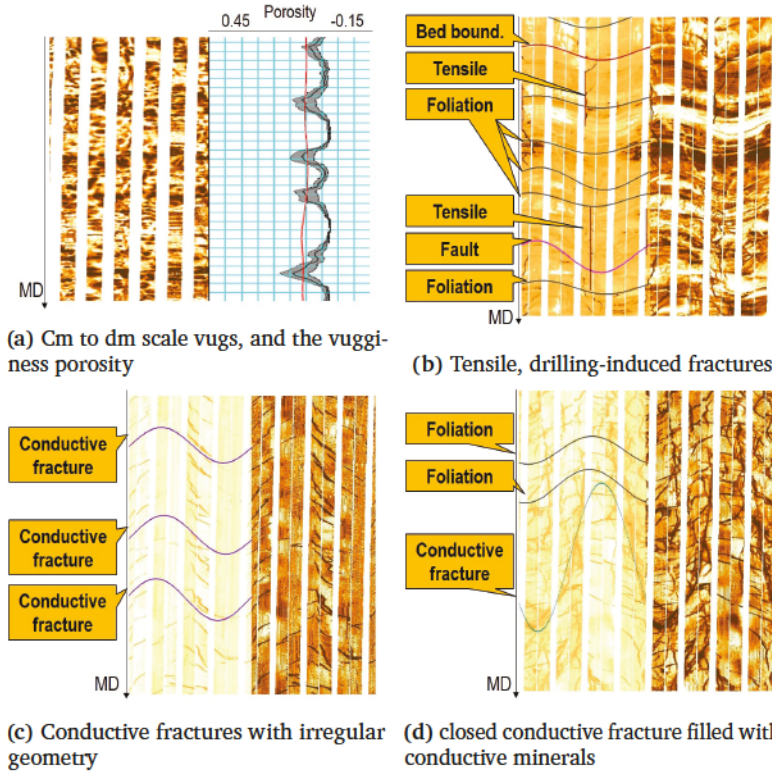 Porosity
0.45 -0.15
MD
(a) Cm to dm scale vugs, and the vuggi-
ness porosity
Bed bound.
Tensile
Foliation
Tensile
Fault
Foliation
MD
(b) Tensile, drilling-induced fractures
Conductive
fracture
Conductive
fracture
Conductive
fracture
MD
(c) Conductive fractures with irregular
geometry
Foliation
Foliation
Conductive
fracture
MD
(d) closed conductive fracture filled with
conductive minerals